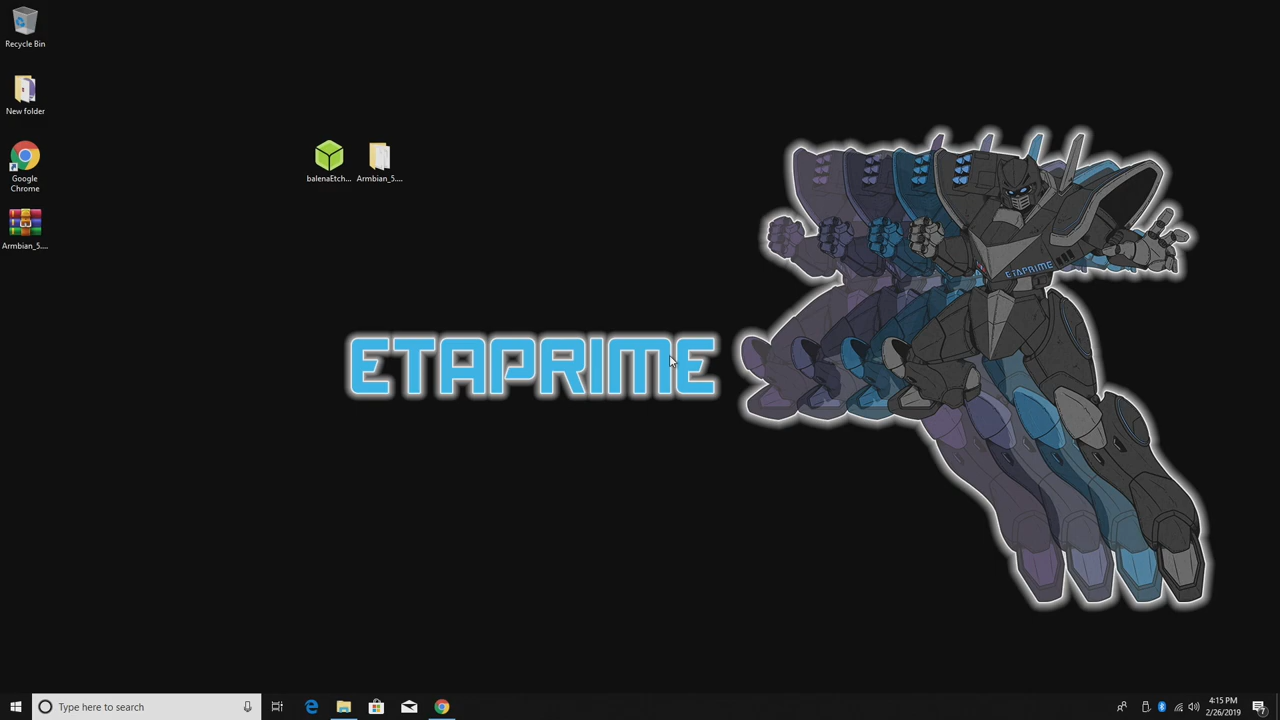 Recycle Bin
New folder
Google
Chrome
Armbian_5....
balenaEtch...
Armbian_5....
ETAPRIME
ETAPRIME
Type here to search
4:15 PM
2/26/2019
7